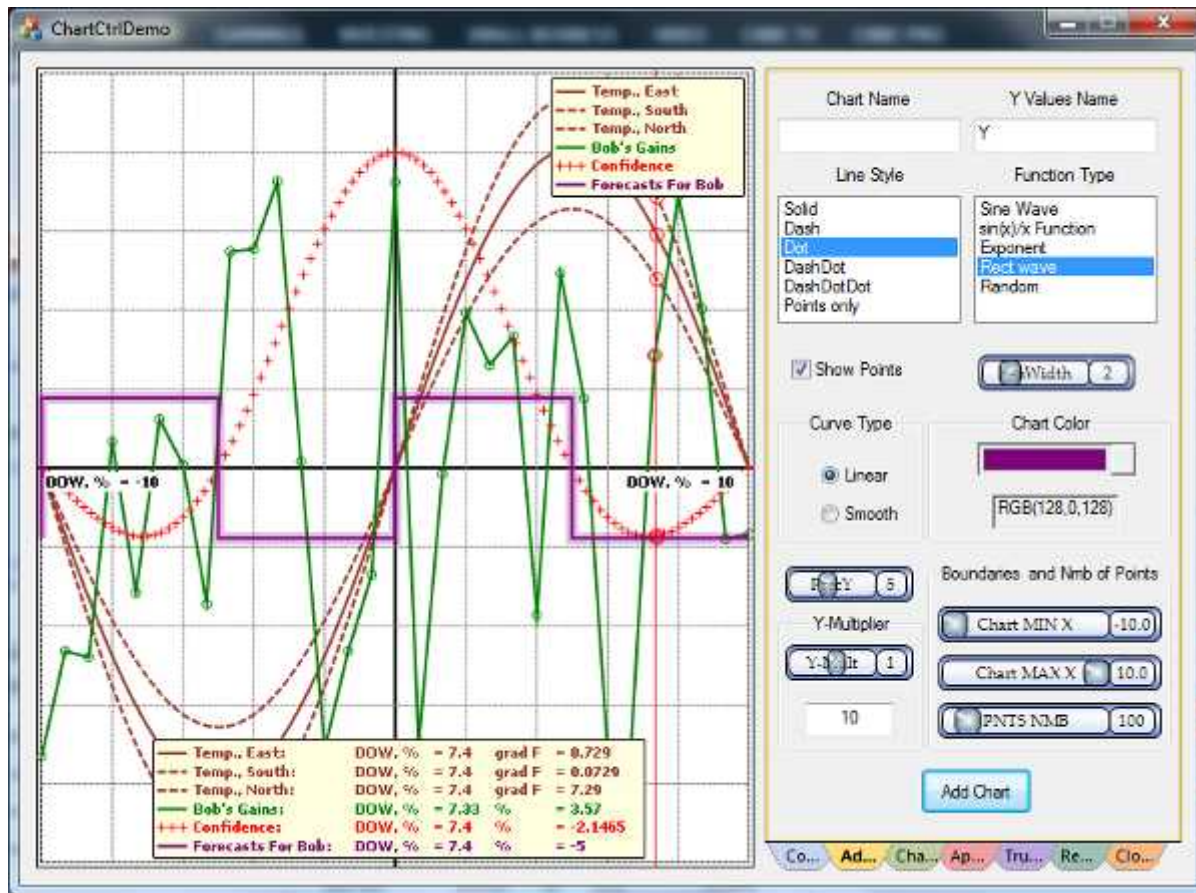 ChartCtrlDemo
Temp., East
Temp., South
Temp., North
Bob's Gains
Confidence
Forecasts For Bob
DOW, % = -10
DOW, % = 10
Temp., East: DOW, % = 7.4 grad F = 0.729
Temp., South: DOW, % = 7.4 grad F = 0.0729
Temp., North: DOW, % = 7.4 grad F = 7.29
Bob's Gains: DOW, % = 7.33 % = 3.57
Confidence: DOW, % = 7.4 % = -2.1465
Forecasts For Bob: DOW, % = 7.4 % = -5
Chart Name Y Values Name
Y
Line Style Function Type
Solid
Dash
Dot
DashDot
DashDotDot
Points only
Sine Wave
sin(x)/x Function
Exponent
Rect wave
Random
Show Points
Width 2
Curve Type
Linear
Smooth
Chart Color
RGB(128,0,128)
5
Y-Multiplier
1
10
Boundaries and Nmb of Points
Chart MIN X -10.0
Chart MAX X 10.0
PNTS NMB 100
Add Chart
Co... Ad... Cha... Ap... Tru... Re... Clo...